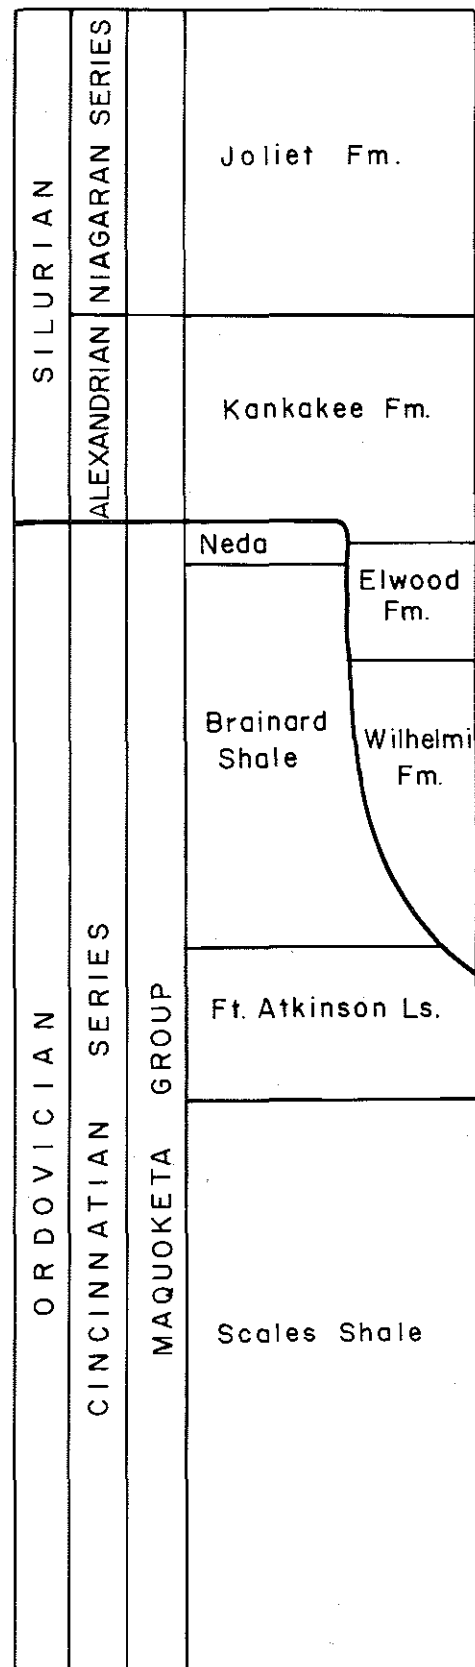 SILURIAN
NIAGARAN SERIES
ALEXANDRIAN
Joliet Fm.
Kankakee Fm.
ORDOVICIAN
CINCINNATIAN SERIES
MAQUOKETA GROUP
Neda
Elwood
Fm.
Brainard
Shale
Wilhelmi
Fm.
Ft. Atkinson Ls.
Scales Shale